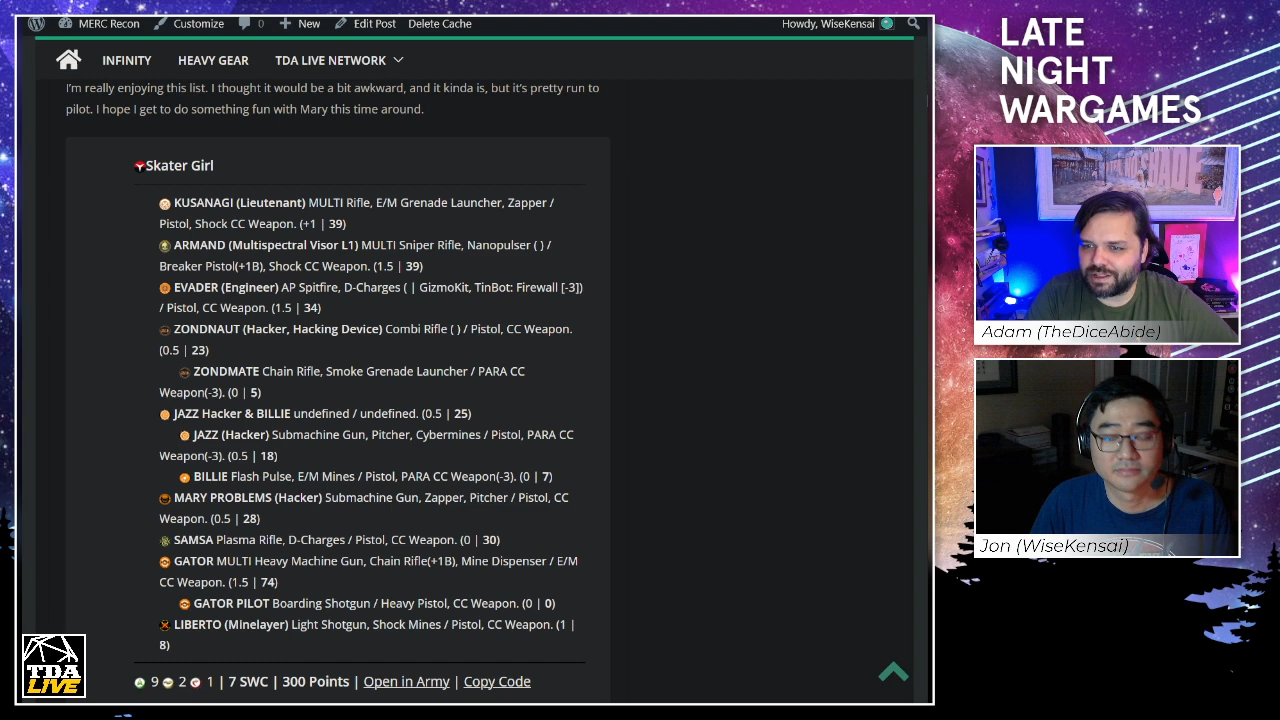 MERC Recon Customize 0 New Edit Post Delete Cache Howdy, WiseKensai
INFINITY HEAVY GEAR TDA LIVE NETWORK
I'm really enjoying this list. I thought it would be a bit awkward, and it kinda is, but it's pretty run to
pilot. I hope I get to do something fun with Mary this time around.
Skater Girl
KUSANAGI (Lieutenant) MULTI Rifle, E/M Grenade Launcher, Zapper /
Pistol, Shock CC Weapon. (+1 | 39)
ARMAND (Multispectral Visor L1) MULTI Sniper Rifle, Nanopulser ( ) /
Breaker Pistol(+1B), Shock CC Weapon. (1.5 | 39)
EVADER (Engineer) AP Spitfire, D-Charges ( | GizmoKit, TinBot: Firewall [-3])
/ Pistol, CC Weapon. (1.5 | 34)
ZONDNAUT (Hacker, Hacking Device) Combi Rifle ( ) / Pistol, CC Weapon.
(0.5 | 23)
ZONDMATE Chain Rifle, Smoke Grenade Launcher / PARA CC
Weapon(-3). (0 | 5)
JAZZ Hacker & BILLIE undefined / undefined. (0.5 | 25)
JAZZ (Hacker) Submachine Gun, Pitcher, Cybermines / Pistol, PARA CC
Weapon(-3). (0.5 | 18)
BILLIE Flash Pulse, E/M Mines / Pistol, PARA CC Weapon(-3). (0 | 7)
MARY PROBLEMS (Hacker) Submachine Gun, Zapper, Pitcher / Pistol, CC
Weapon. (0.5 | 28)
SAMSA Plasma Rifle, D-Charges / Pistol, CC Weapon. (0 | 30)
GATOR MULTI Heavy Machine Gun, Chain Rifle(+1B), Mine Dispenser / E/M
CC Weapon. (1.5 | 74)
GATOR PILOT Boarding Shotgun / Heavy Pistol, CC Weapon. (0 | 0)
LIBERTO (Minelayer) Light Shotgun, Shock Mines / Pistol, CC Weapon. (1 |
8)
9 2 1 | 7 SWC | 300 Points | Open in Army | Copy Code
TDA
LIVE
LATE
NIGHT
WARGAMES
Adam (TheDiceAbide)
Jon (WiseKensai)